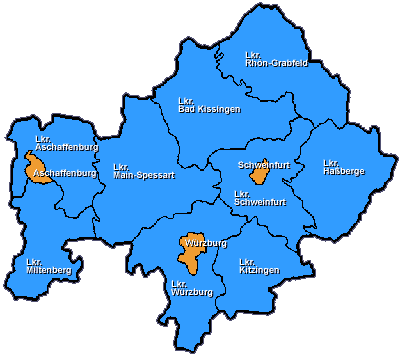 Lkr.
Rhön-Grabfeld
Lkr.
Bad Kissingen
Lkr.
Aschaffenburg
Aschaffenburg
Lkr.
Main-Spessart
Schweinfurt
Lkr.
Haßberge
Lkr.
Schweinfurt
Würzburg
Lkr.
Miltenberg
Lkr.
Kitzingen
Lkr.
Würzburg